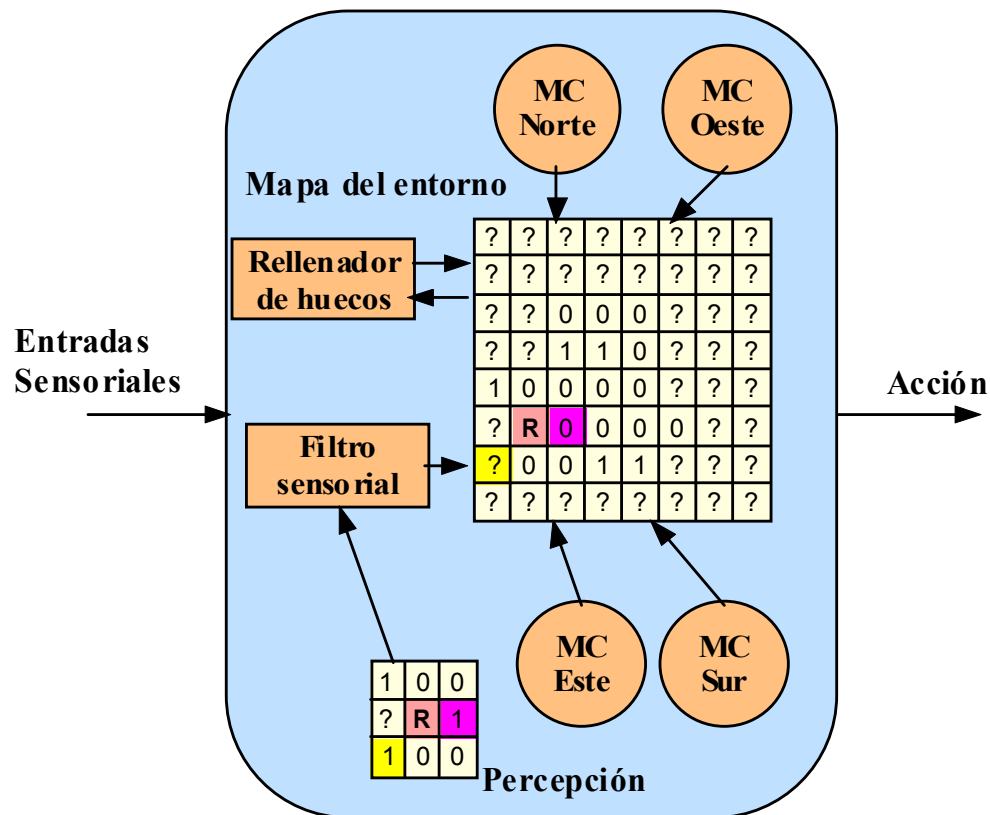 MC
Norte
MC
Oeste
Mapa del entorno
Rellenador
de huecos
? ? ? ? ? ? ? ?
? ? ? ? ? ? ? ?
? ? 0 0 0 ? ? ?
? ? 1 1 0 ? ? ?
1 0 0 0 0 ? ? ?
? R 0 0 0 0 ? ?
? 0 0 1 1 ? ? ?
? ? ? ? ? ? ? ?
Entradas
Sensoriales
Acción
Filtro
sensorial
MC
Este
MC
Sur
1 0 0
? R 1
1 0 0
Percepción